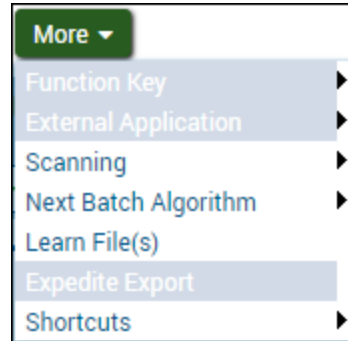 More
Function Key
External Application
Scanning
Next Batch Algorithm
Learn File(s)
Expedite Export
Shortcuts